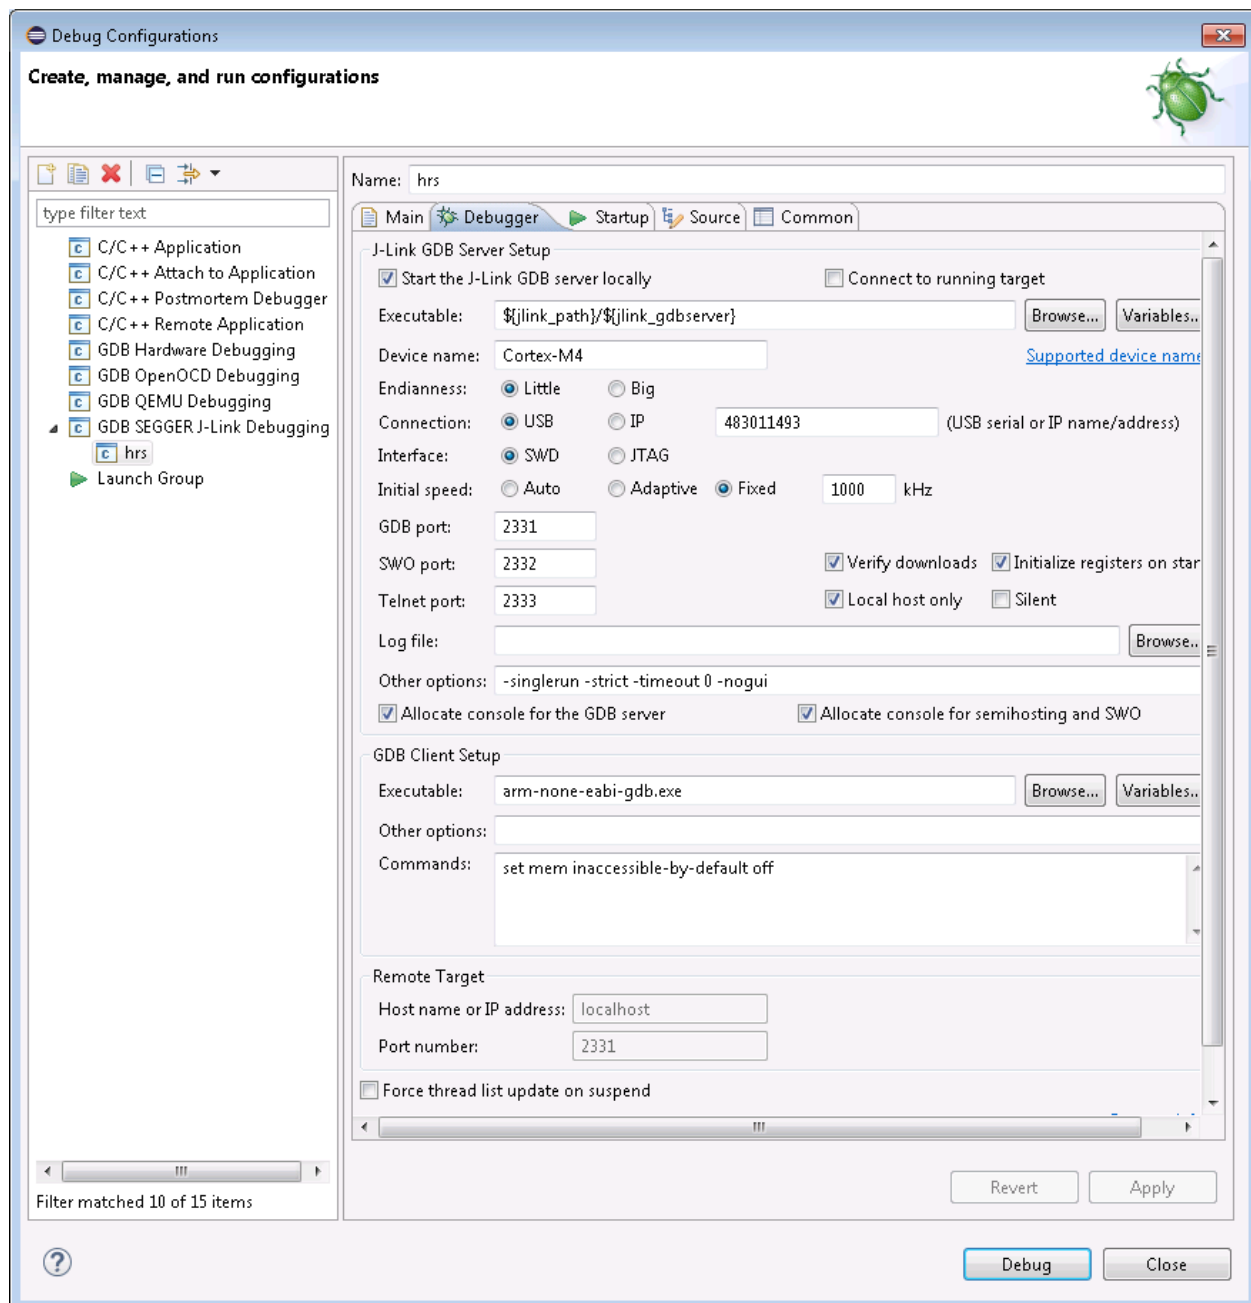 Debug Configurations
Create, manage, and run configurations
type filter text
C/C++ Application
C/C++ Attach to Application
C/C++ Postmortem Debugger
C/C++ Remote Application
GDB Hardware Debugging
GDB OpenOCD Debugging
GDB QEMU Debugging
GDB SEGGER J-Link Debugging
hrs
Launch Group
Filter matched 10 of 15 items
Name: hrs
Main Debugger Startup Source Common
J-Link GDB Server Setup
Start the J-Link GDB server locally Connect to running target
Executable: ${jlink_path}/${jlink_gdbserver} Browse... Variables..
Device name: Cortex-M4 Supported device name
Endianness: Little Big
Connection: USB IP 483011493 (USB serial or IP name/address)
Interface: SWD JTAG
Initial speed: Auto Adaptive Fixed 1000 kHz
GDB port: 2331
SWO port: 2332 Verify downloads Initialize registers on star
Telnet port: 2333 Local host only Silent
Log file: Browse..
Other options: -singlerun -strict -timeout 0 -nogui
Allocate console for the GDB server Allocate console for semihosting and SWO
GDB Client Setup
Executable: arm-none-eabi-gdb.exe Browse... Variables..
Other options:
Commands: set mem inaccessible-by-default off
Remote Target
Host name or IP address: localhost
Port number: 2331
Force thread list update on suspend
Revert Apply
Debug Close